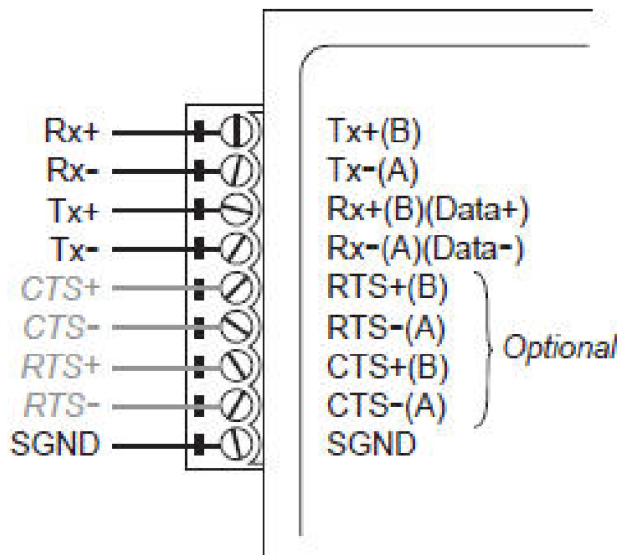 Rx+ Tx+(B)
Rx- Tx-(A)
Tx+ Rx+(B)(Data+)
Tx- Rx-(A)(Data-)
CTS+ RTS+(B)
CTS- RTS-(A)
Optional
RTS+ CTS+(B)
RTS- CTS-(A)
SGND SGND